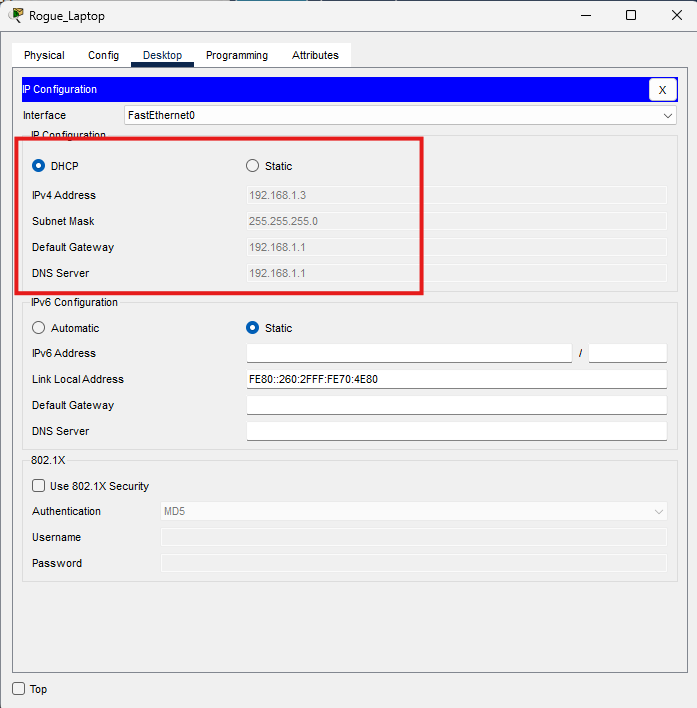 Rogue_Laptop
Physical Config Desktop Programming Attributes
IP Configuration X
Interface FastEthernet0
IP Configuration
DHCP Static
IPv4 Address 192.168.1.3
Subnet Mask 255.255.255.0
Default Gateway 192.168.1.1
DNS Server 192.168.1.1
IPv6 Configuration
Automatic Static
IPv6 Address /
Link Local Address FE80::260:2FFF:FE70:4E80
Default Gateway
DNS Server
802.1X
Use 802.1X Security
Authentication MD5
Username
Password
Top